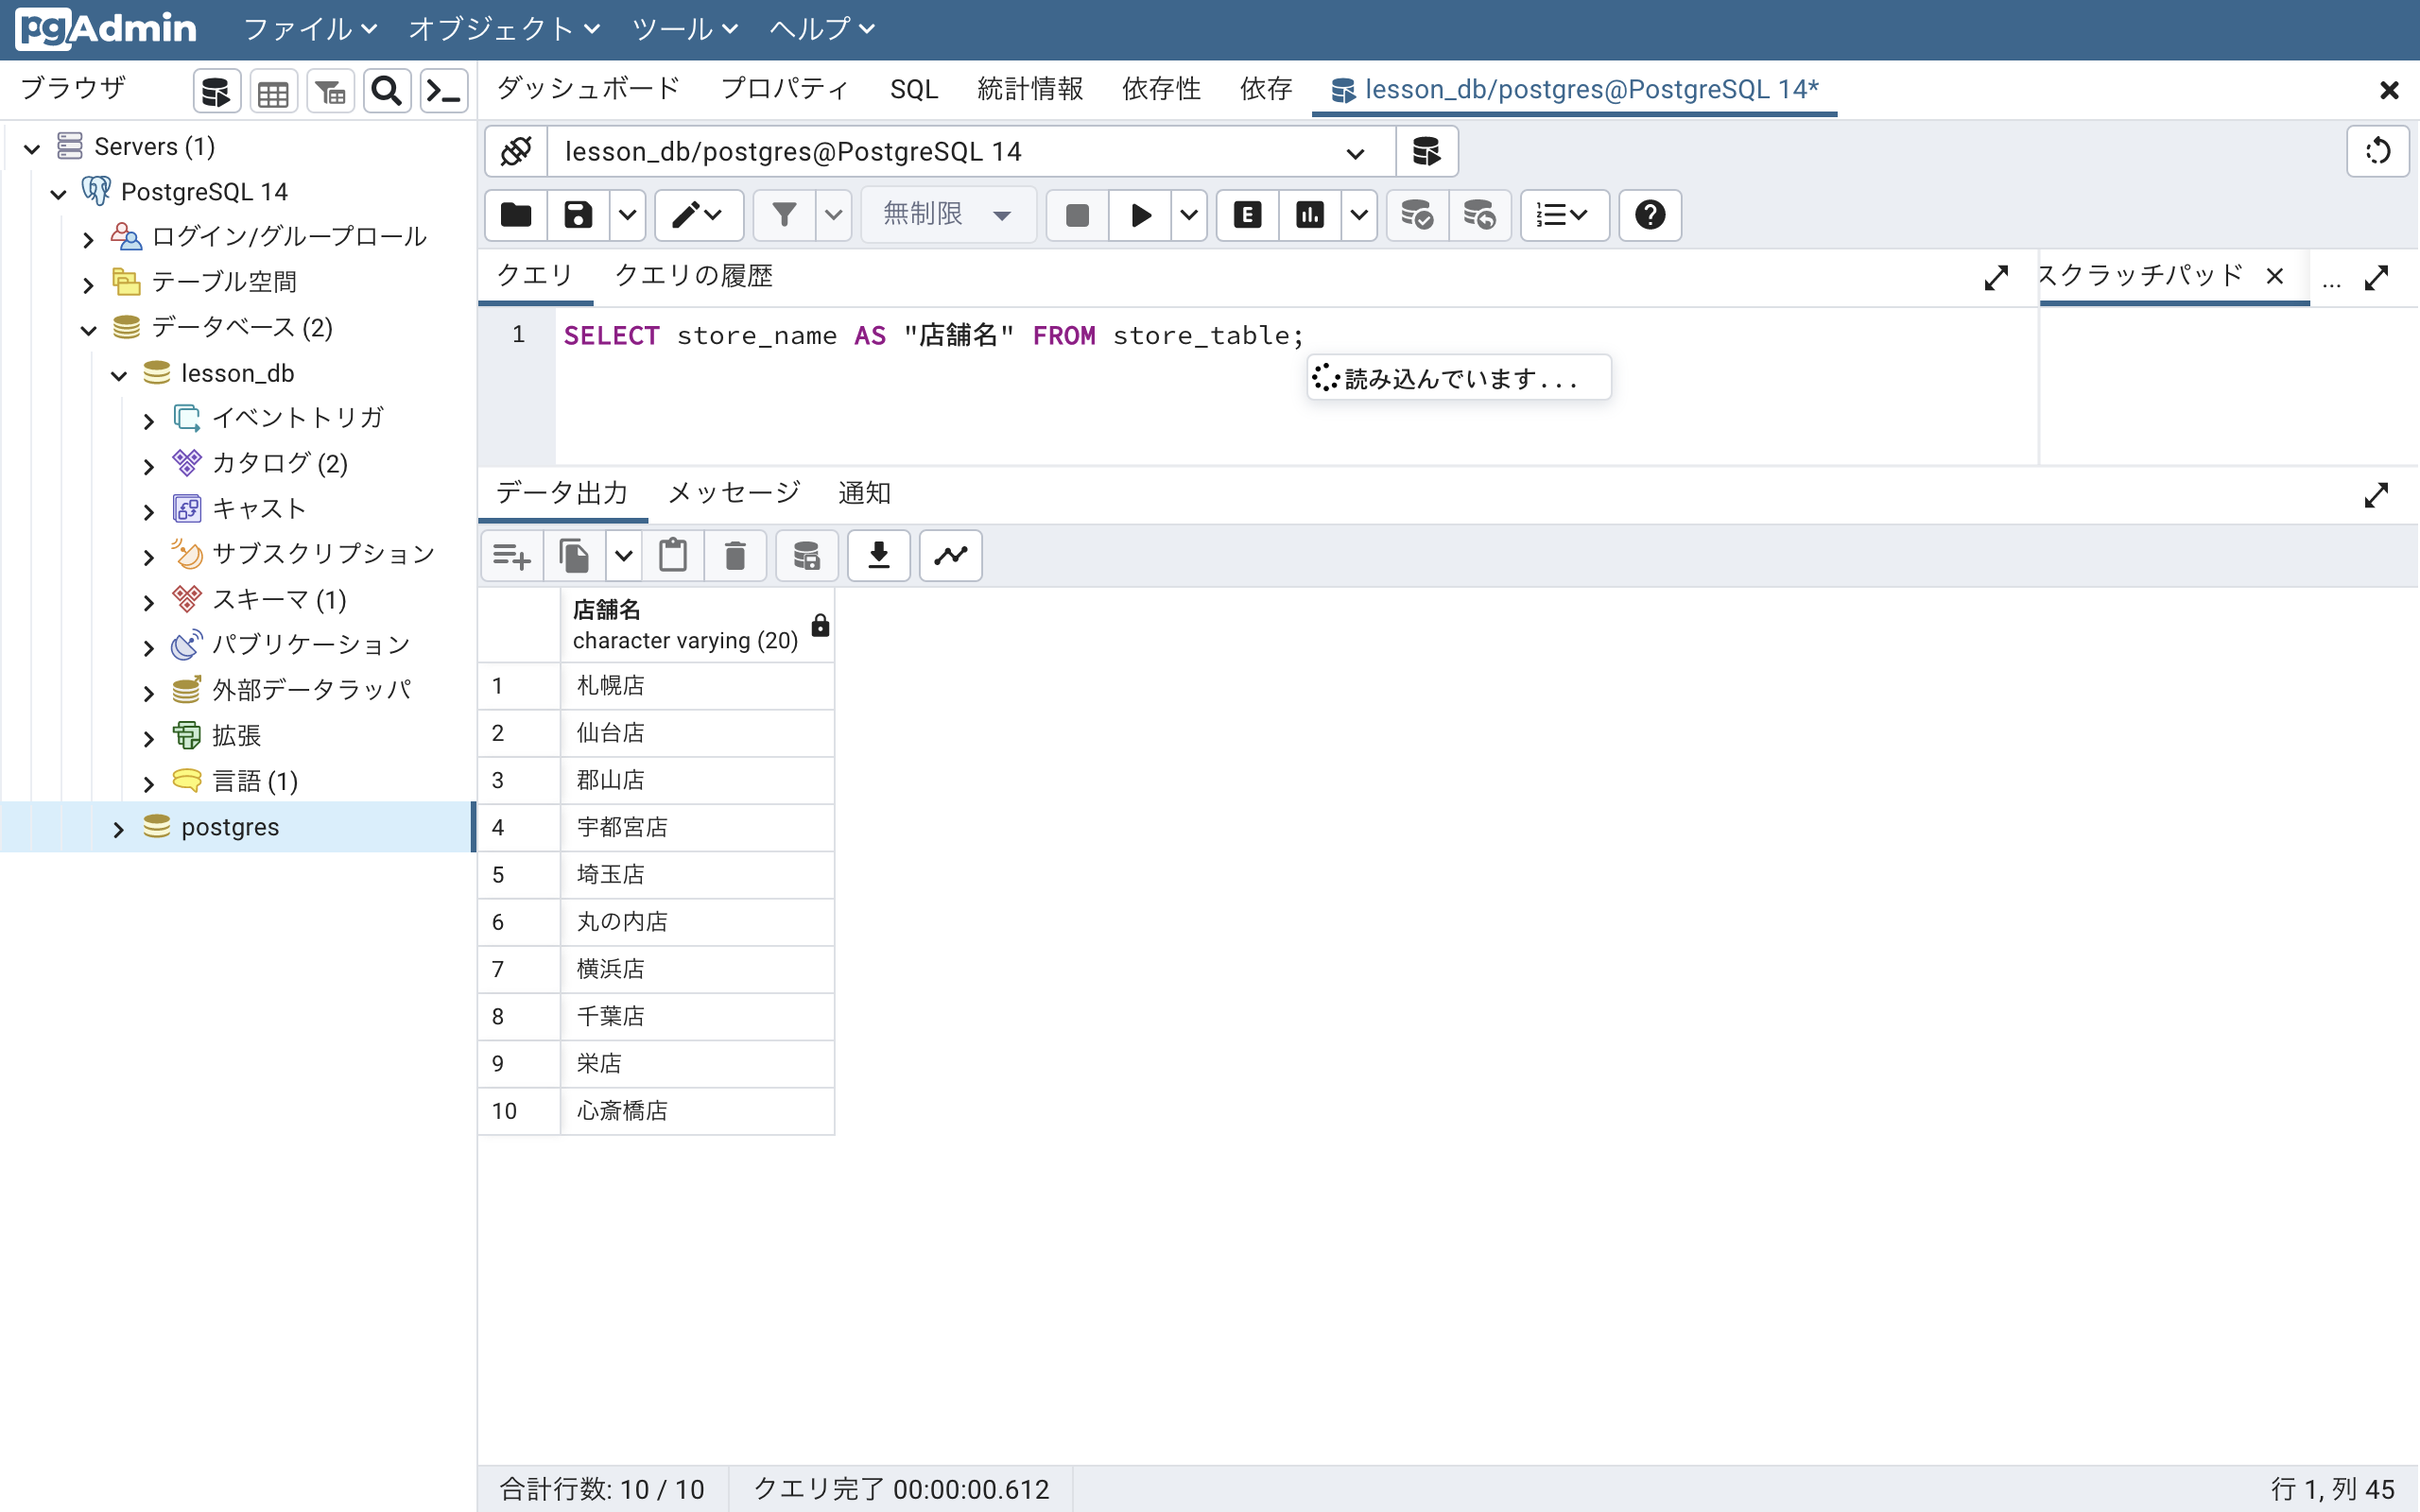 pgAdmin ファイル オブジェクト ツール ヘルプ
ブラウザ
ダッシュボード プロパティ SQL 統計情報 依存性 依存 lesson_db/postgres@PostgreSQL 14*
Servers (1)
PostgreSQL 14
ログイン/グループロール
テーブル空間
データベース (2)
lesson_db
イベントトリガ
カタログ (2)
キャスト
サブスクリプション
スキーマ (1)
パブリケーション
外部データラッパ
拡張
言語 (1)
postgres
lesson_db/postgres@PostgreSQL 14
無制限
クエリ クエリの履歴
スクラッチパッド ...
1 SELECT store_name AS "店舗名" FROM store_table;
読み込んでいます...
データ出力 メッセージ 通知
店舗名
character varying (20)
1 札幌店
2 仙台店
3 郡山店
4 宇都宮店
5 埼玉店
6 丸の内店
7 横浜店
8 千葉店
9 栄店
10 心斎橋店
合計行数: 10 / 10 クエリ完了 00:00:00.612 行 1, 列 45